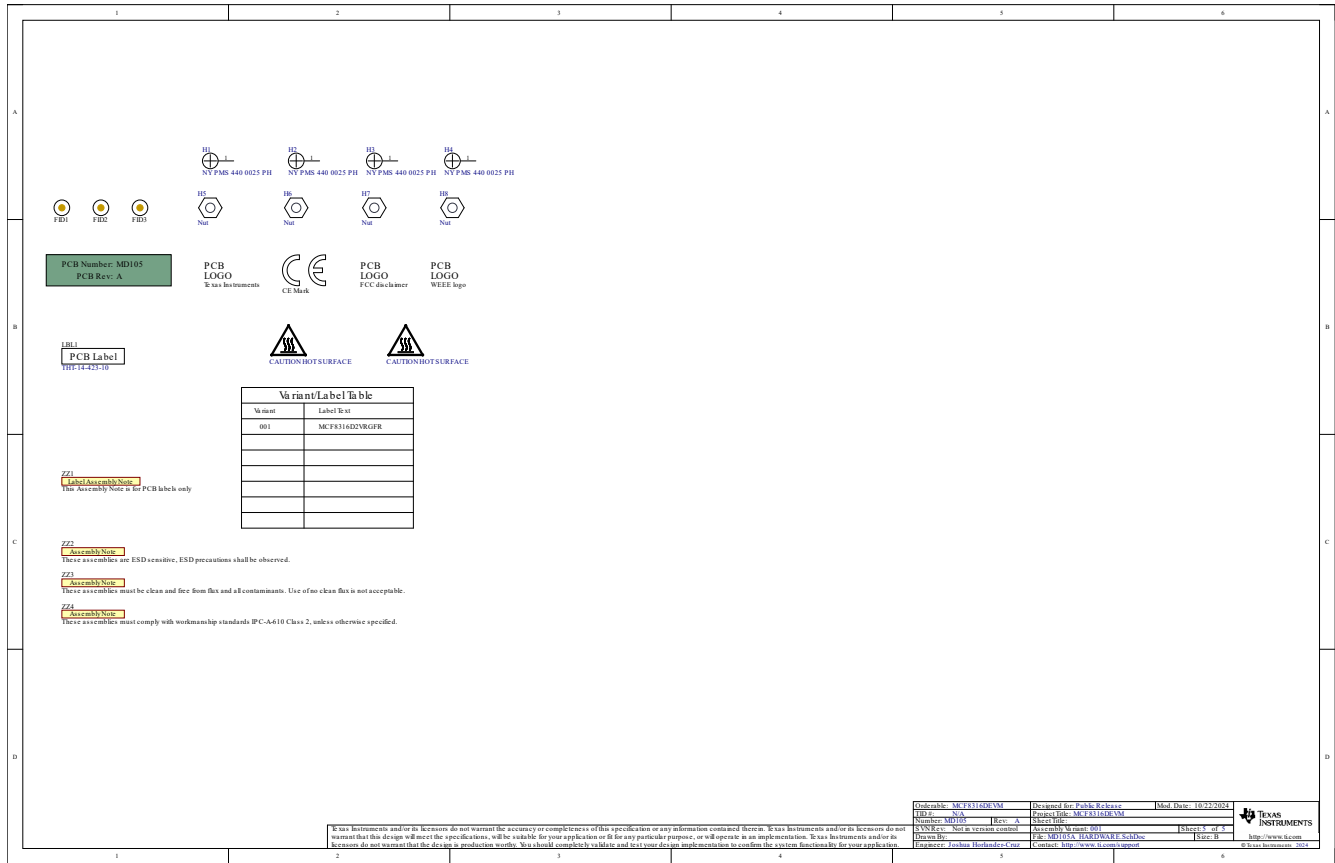 1 2 3 4 5 6
A A
H1 H2 H3 H4
1 1 1 1
NY PMS 440 0025 PH NY PMS 440 0025 PH NY PMS 440 0025 PH NY PMS 440 0025 PH
H5 H6 H7 H8
Nut Nut Nut Nut
FID1 FID2 FID3
PCB Number: MD105
PCB Rev: A
PCB
LOGO
Texas Instruments
CE Mark
PCB
LOGO
FCC disclaimer
PCB
LOGO
WEEE logo
B B
LBL1
PCB Label
THT-14-423-10
CAUTION HOT SURFACE CAUTION HOT SURFACE
Variant/Label Table
Variant Label Text
001 MCF8316D2VRGFR
ZZ1
Label Assembly Note
This Assembly Note is for PCB labels only
C C
ZZ2
Assembly Note
These assemblies are ESD sensitive, ESD precautions shall be observed.
ZZ3
Assembly Note
These assemblies must be clean and free from flux and all contaminants. Use of no clean flux is not acceptable.
ZZ4
Assembly Note
These assemblies must comply with workmanship standards IPC-A-610 Class 2, unless otherwise specified.
D D
Texas Instruments and/or its licensors do not warrant the accuracy or completeness of this specification or any information contained therein. Texas Instruments and/or its licensors do not
warrant that this design will meet the specifications, will be suitable for your application or fit for any particular purpose, or will operate in an implementation. Texas Instruments and/or its
licensors do not warrant that the design is production worthy. You should completely validate and test your design implementation to confirm the system functionality for your application.
Orderable: MCF8316DEVM Designed for: Public Release Mod. Date: 10/22/2024
TID #: N/A Project Title: MCF8316DEVM
Number: MD105 Rev: A Sheet Title:
SVN Rev: Not in version control Assembly Variant: 001 Sheet: 5 of 5
Drawn By: File: MD105A_HARDWARE.SchDoc Size: B
Engineer: Joshua Horlander-Cruz Contact: http://www.ti.com/support
TEXAS INSTRUMENTS
http://www.ti.com
© Texas Instruments 2024
1 2 3 4 5 6